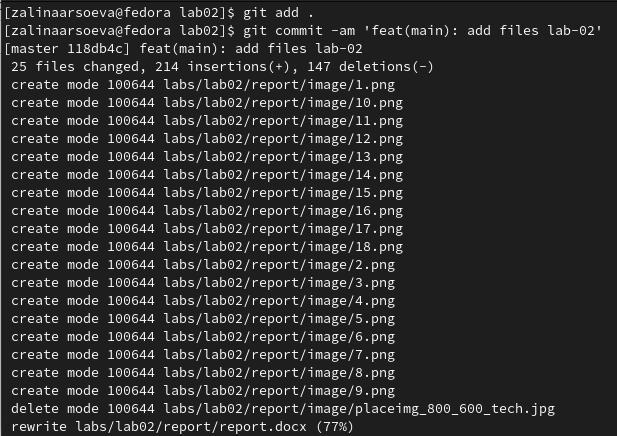 [zalinaarsoeva@fedora lab02]$ git add .
[zalinaarsoeva@fedora lab02]$ git commit -am 'feat(main): add files lab-02'
[master 118db4c] feat(main): add files lab-02
 25 files changed, 214 insertions(+), 147 deletions(-)
 create mode 100644 labs/lab02/report/image/1.png
 create mode 100644 labs/lab02/report/image/10.png
 create mode 100644 labs/lab02/report/image/11.png
 create mode 100644 labs/lab02/report/image/12.png
 create mode 100644 labs/lab02/report/image/13.png
 create mode 100644 labs/lab02/report/image/14.png
 create mode 100644 labs/lab02/report/image/15.png
 create mode 100644 labs/lab02/report/image/16.png
 create mode 100644 labs/lab02/report/image/17.png
 create mode 100644 labs/lab02/report/image/18.png
 create mode 100644 labs/lab02/report/image/2.png
 create mode 100644 labs/lab02/report/image/3.png
 create mode 100644 labs/lab02/report/image/4.png
 create mode 100644 labs/lab02/report/image/5.png
 create mode 100644 labs/lab02/report/image/6.png
 create mode 100644 labs/lab02/report/image/7.png
 create mode 100644 labs/lab02/report/image/8.png
 create mode 100644 labs/lab02/report/image/9.png
 delete mode 100644 labs/lab02/report/image/placeimg_800_600_tech.jpg
 rewrite labs/lab02/report/report.docx (77%)